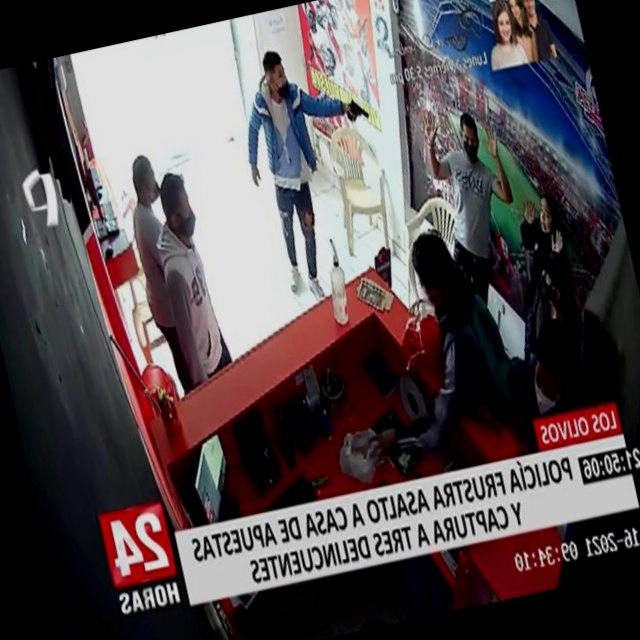 LOS OLIVOS
21:50:06
POLICÍA FRUSTRA ASALTO A CASA DE APUESTAS
Y CAPTURA A TRES DELINCUENTES
24
HORAS
16-2021 09:34:10